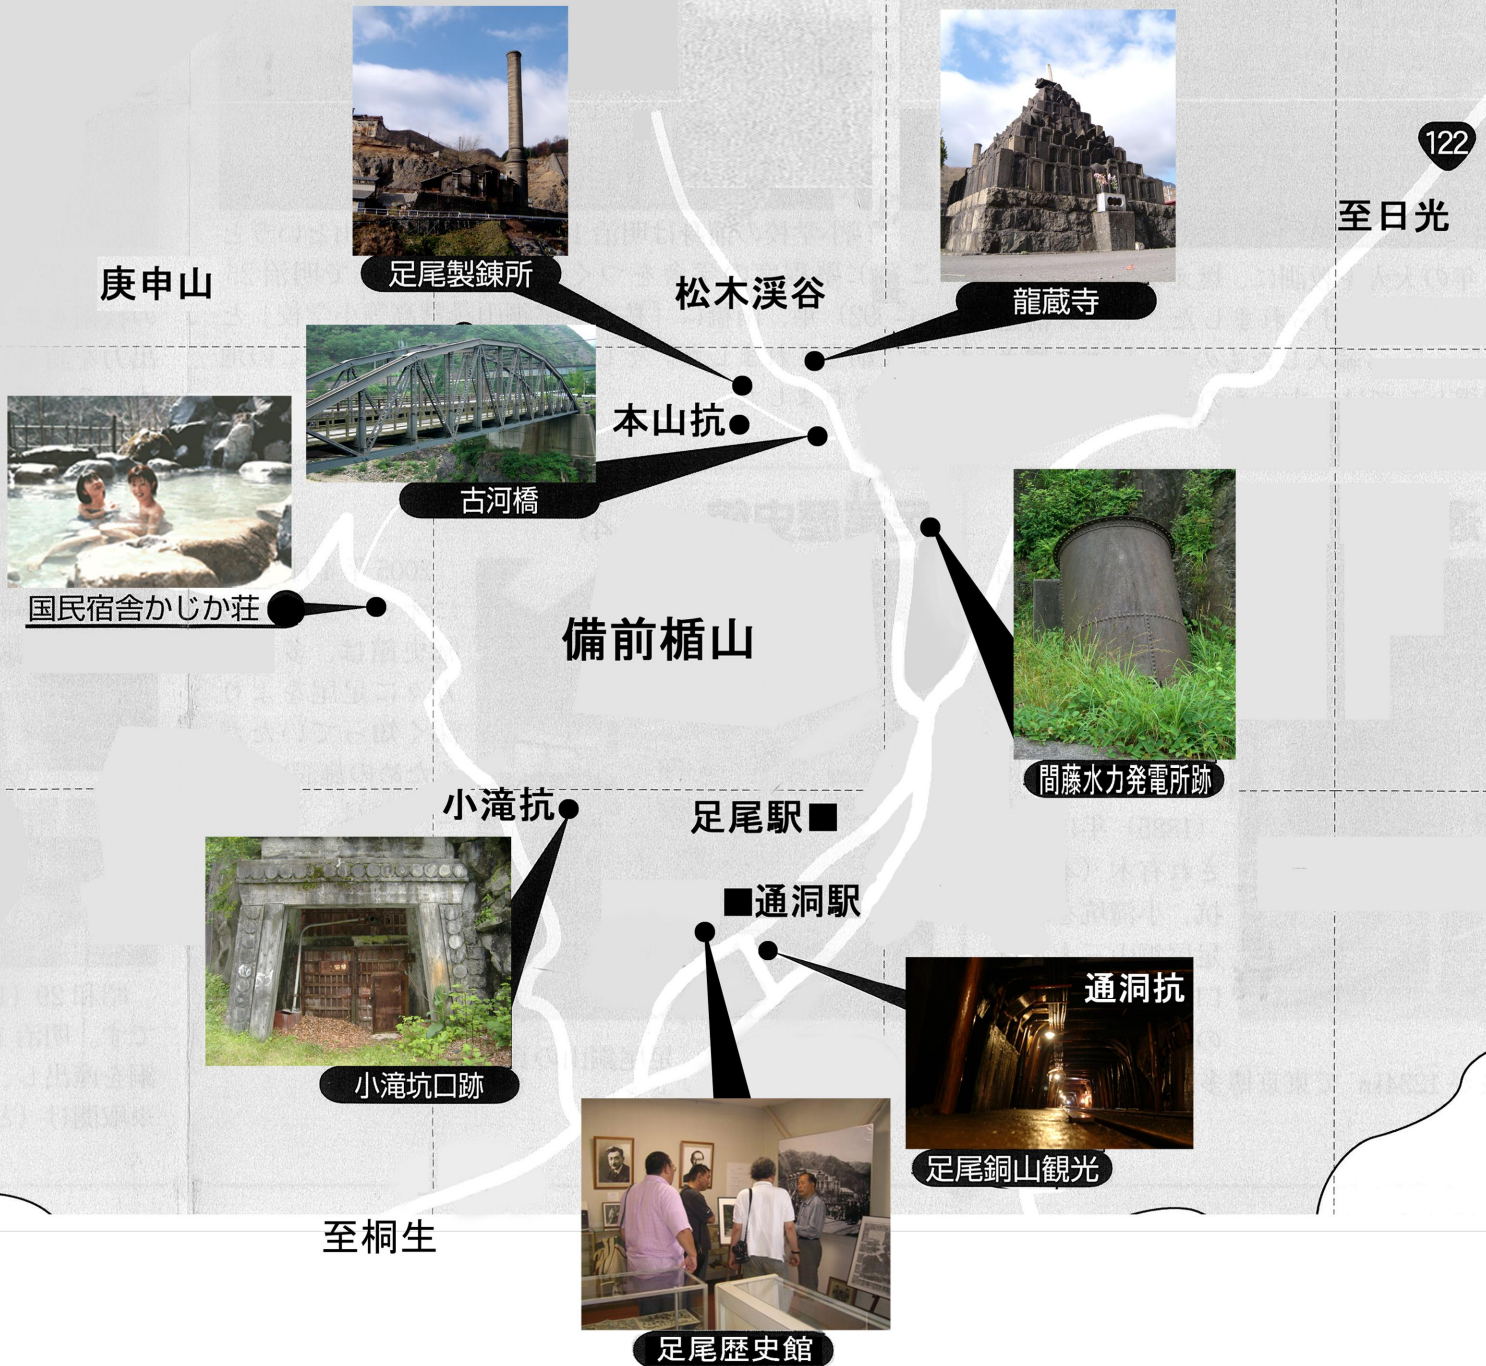 122
至日光
足尾製錬所
龍蔵寺
庚申山
松木渓谷
本山抗
古河橋
国民宿舎かじか荘
備前楯山
間藤水力発電所跡
小滝抗
足尾駅
通洞駅
通洞抗
小滝坑口跡
足尾銅山観光
至桐生
足尾歴史館